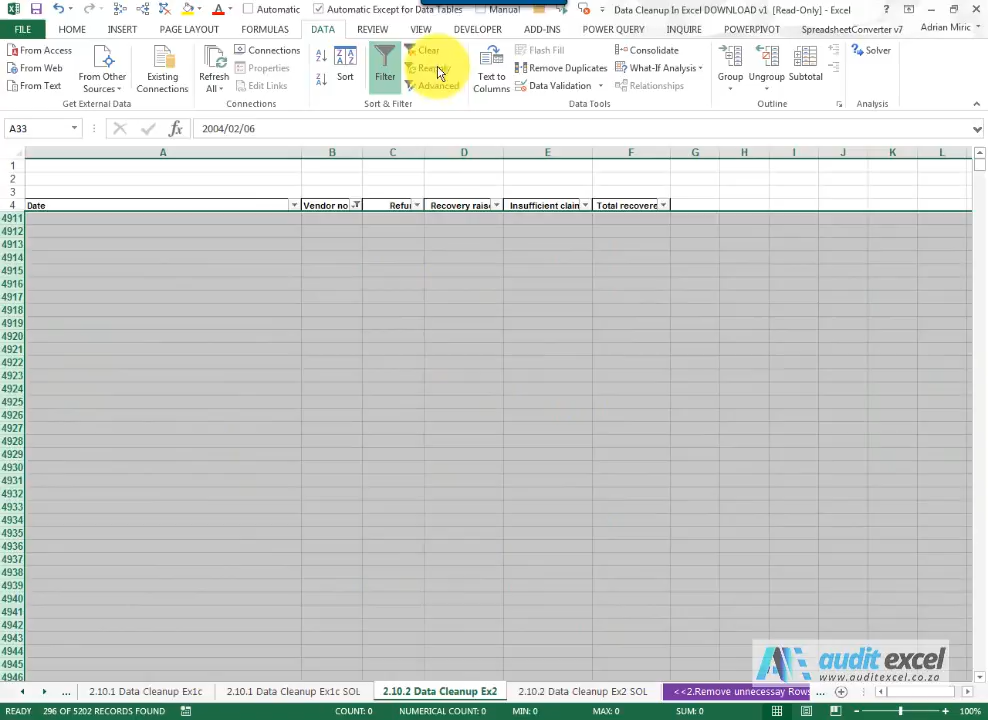 Automatic Automatic Except for Data Tables Manual Data Cleanup In Excel DOWNLOAD v1 [Read-Only] - Excel
FILE HOME INSERT PAGE LAYOUT FORMULAS DATA REVIEW VIEW DEVELOPER ADD-INS POWER QUERY INQUIRE POWERPIVOT SpreadsheetConverter v7 Adrian Miric
From Access
From Web
From Text
From Other
Sources
Existing
Connections
Get External Data
Refresh
All
Connections
Properties
Edit Links
Connections
Sort
Filter
Clear
Reapply
Advanced
Sort & Filter
Text to
Columns
Flash Fill
Remove Duplicates
Data Validation
Consolidate
What-If Analysis
Relationships
Data Tools
Group
Ungroup
Subtotal
Outline
Solver
Analysis
A33 fx 2004/02/06
A B C D E F G H I J K L
1
2
3
4 Date Vendor no Refur Recovery raise Insufficient claim Total recovere
4911
4912
4913
4914
4915
4916
4917
4918
4919
4920
4921
4922
4923
4924
4925
4926
4927
4928
4929
4930
4931
4932
4933
4934
4935
4936
4937
4938
4939
4940
4941
4942
4943
4944
4945
4946
audit excel
www.auditexcel.co.za
... 2.10.1 Data Cleanup Ex1c 2.10.1 Data Cleanup Ex1c SOL 2.10.2 Data Cleanup Ex2 2.10.2 Data Cleanup Ex2 SOL <<2.Remove unnecessay Rows ...
READY 296 OF 5202 RECORDS FOUND COUNT: 0 NUMERICAL COUNT: 0 MIN: 0 MAX: 0 SUM: 0 100%